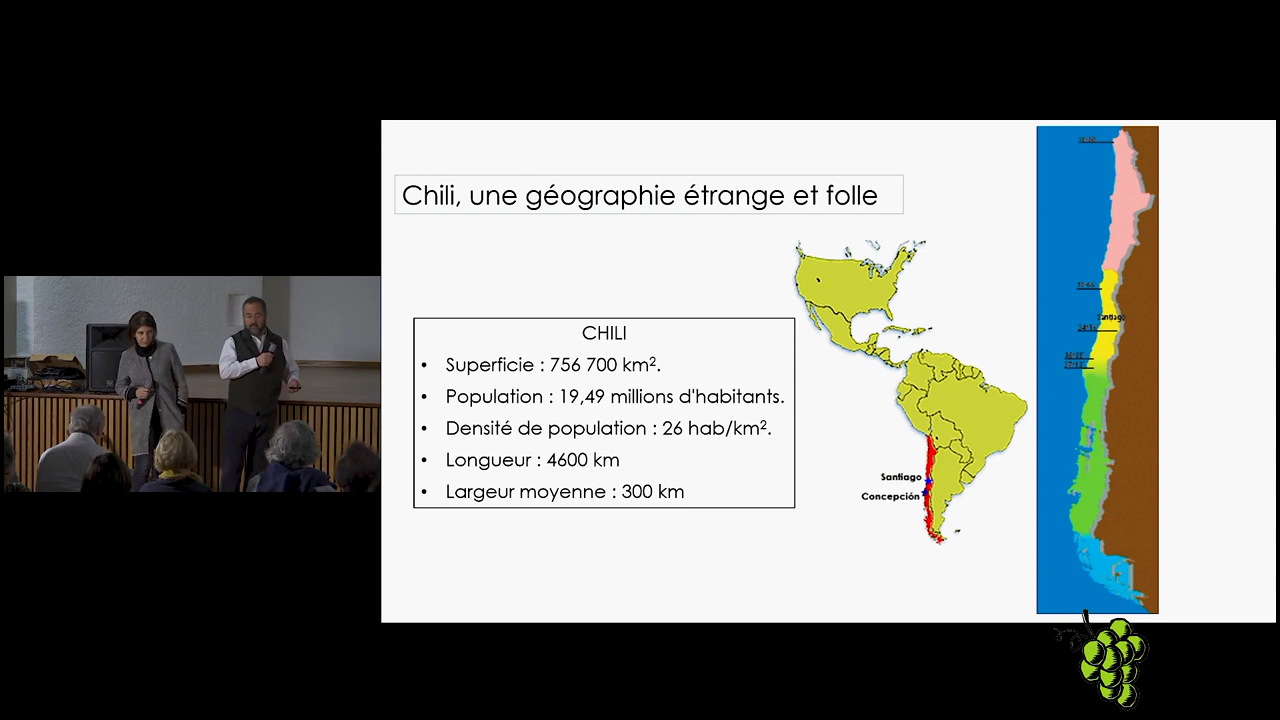 Chili, une géographie étrange et folle
CHILI
• Superficie : 756 700 km².
• Population : 19,49 millions d'habitants.
• Densité de population : 26 hab/km².
• Longueur : 4600 km
• Largeur moyenne : 300 km
Santiago
Concepción
Santiago